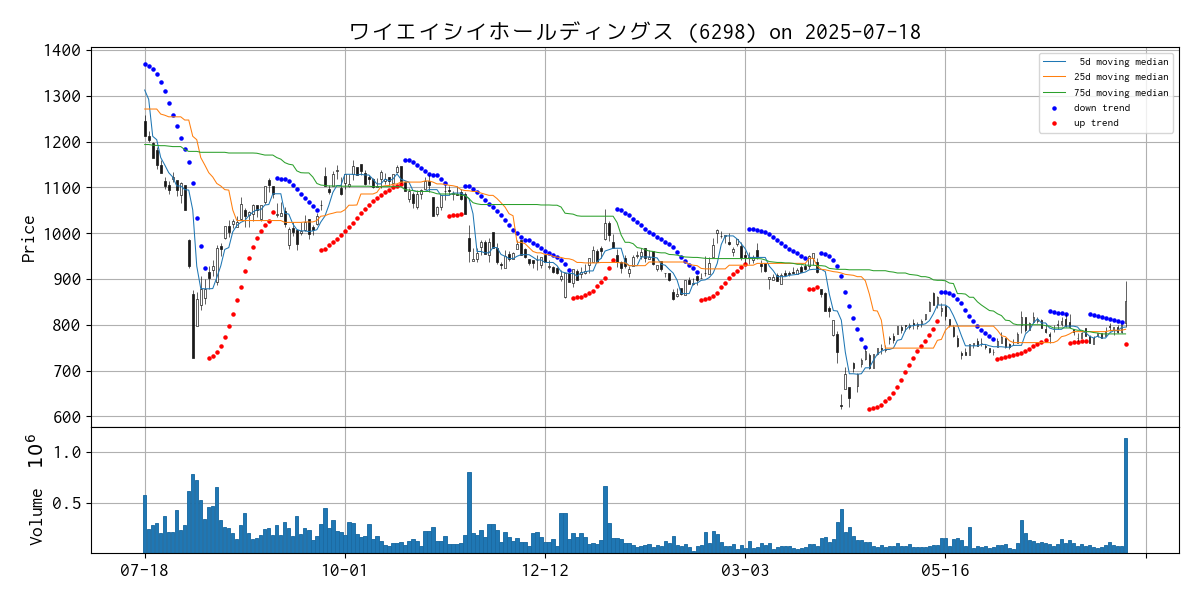 ワイエイシイホールディングス (6298) on 2025-07-18
1400
1300
1200
1100
1000
900
800
700
600
Price
5d moving median
25d moving median
75d moving median
down trend
up trend
1.0
0.5
Volume 10^6
07-18
10-01
12-12
03-03
05-16